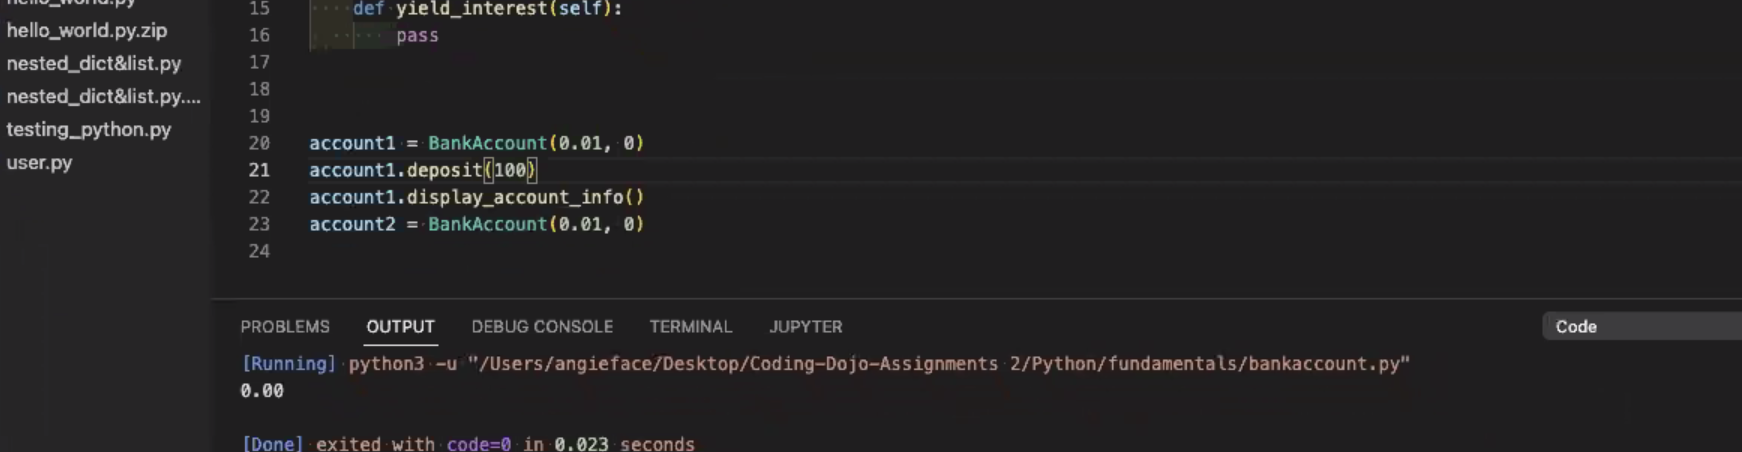 hello_world.py
hello_world.py.zip
nested_dict&list.py
nested_dict&list.py....
testing_python.py
user.py
15 def yield_interest(self):
16 pass
17
18
19
20 account1 = BankAccount(0.01, 0)
21 account1.deposit(100)
22 account1.display_account_info()
23 account2 = BankAccount(0.01, 0)
24
PROBLEMS OUTPUT DEBUG CONSOLE TERMINAL JUPYTER Code
[Running] python3 -u "/Users/angieface/Desktop/Coding-Dojo-Assignments 2/Python/fundamentals/bankaccount.py"
0.00
[Done] exited with code=0 in 0.023 seconds